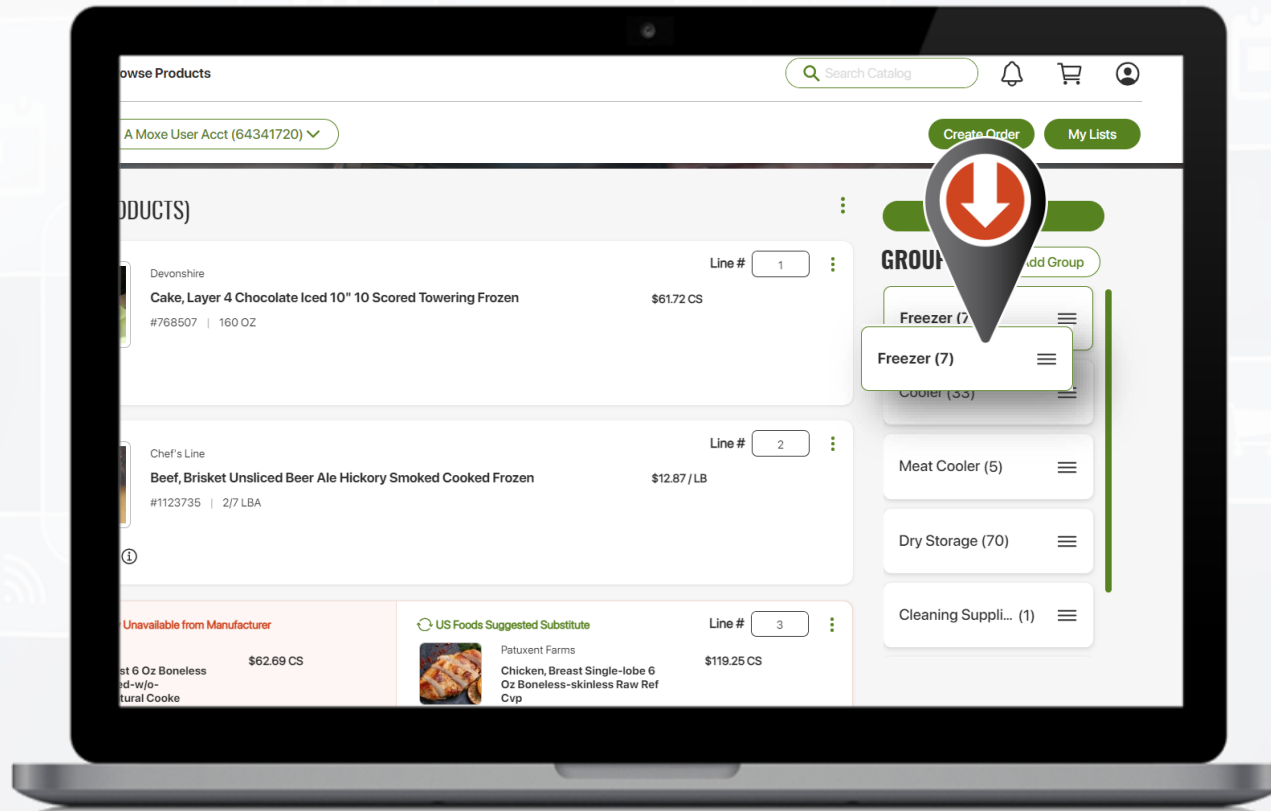 owse Products
Search Catalog
A Moxe User Acct (64341720)
Create Order
My Lists
ODUCTS)
Line # 1
Devonshire
Cake, Layer 4 Chocolate Iced 10" 10 Scored Towering Frozen
$61.72 CS
#768507 | 160 OZ
GROUP
dd Group
Freezer (7
Freezer (7)
Cooler (33)
Meat Cooler (5)
Dry Storage (70)
Cleaning Suppli... (1)
Line # 2
Chef's Line
Beef, Brisket Unsliced Beer Ale Hickory Smoked Cooked Frozen
$12.87 / LB
#1123735 | 2/7 LBA
Unavailable from Manufacturer
$62.69 CS
st 6 Oz Boneless
ed-w/o-
tural Cooke
US Foods Suggested Substitute
Line # 3
Patuxent Farms
$119.25 CS
Chicken, Breast Single-lobe 6
Oz Boneless-skinless Raw Ref
Cvp